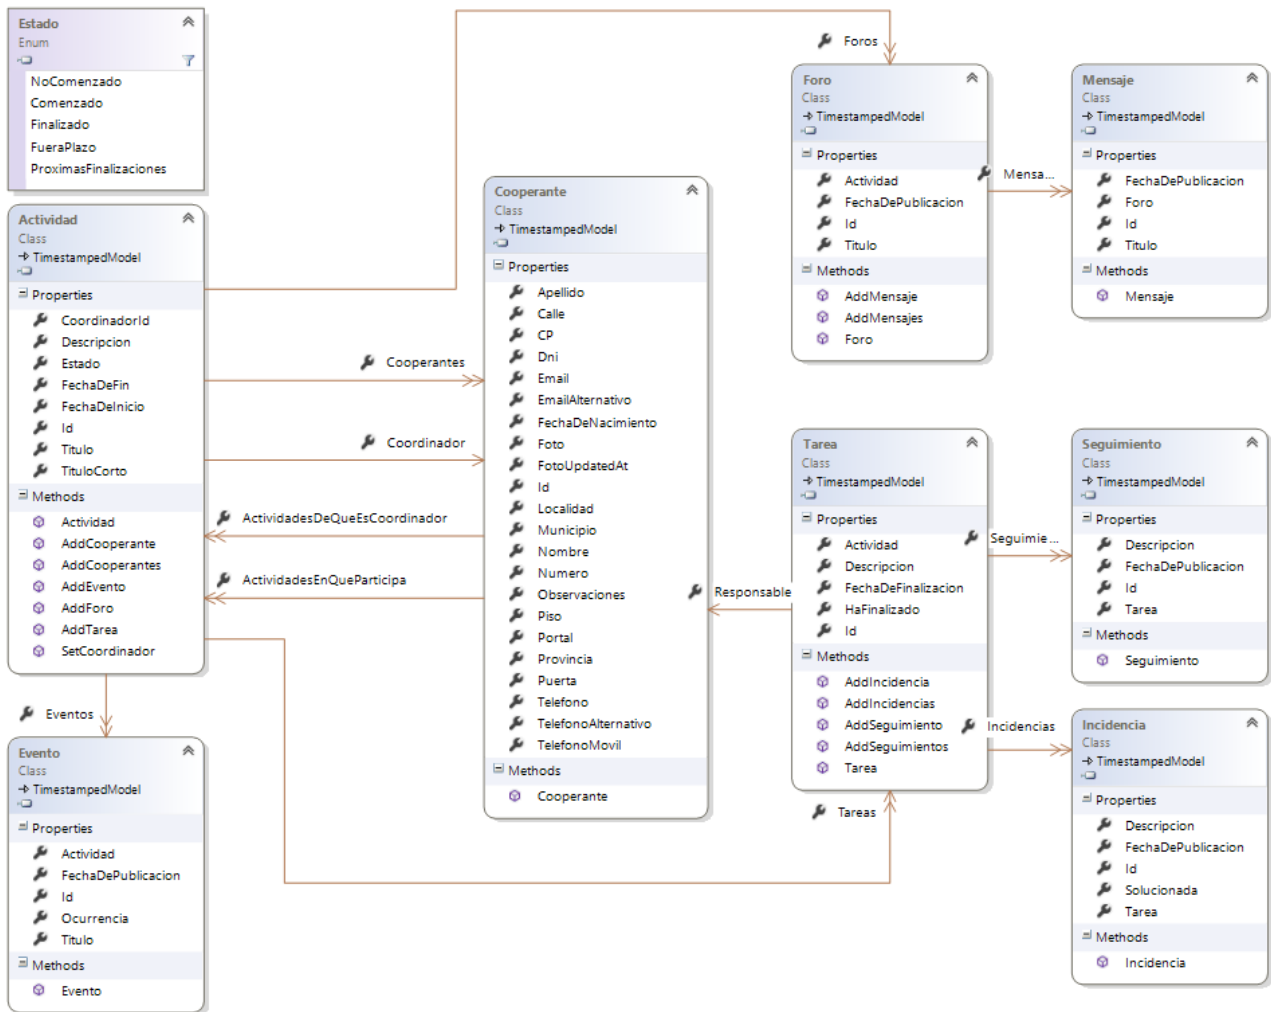 Estado
Enum
NoComenzado
Comenzado
Finalizado
FueraPlazo
ProximasFinalizaciones
Actividad
Class
TimestampedModel
Properties
CoordinadorId
Descripcion
Estado
FechaDeFin
FechaDeInicio
Id
Titulo
TituloCorto
Methods
Actividad
AddCooperante
AddCooperantes
AddEvento
AddForo
AddTarea
SetCoordinador
Eventos
Evento
Class
TimestampedModel
Properties
Actividad
FechaDePublicacion
Id
Ocurrencia
Titulo
Methods
Evento
Cooperantes
Coordinador
ActividadesDeQueEsCoordinador
ActividadesEnQueParticipa
Cooperante
Class
TimestampedModel
Properties
Apellido
Calle
CP
Dni
Email
EmailAlternativo
FechaDeNacimiento
Foto
FotoUpdatedAt
Id
Localidad
Municipio
Nombre
Numero
Observaciones
Piso
Portal
Provincia
Puerta
Telefono
TelefonoAlternativo
TelefonoMovil
Methods
Cooperante
Foros
Foro
Class
TimestampedModel
Properties
Actividad
FechaDePublicacion
Id
Titulo
Methods
AddMensaje
AddMensajes
Foro
Mensa...
Mensaje
Class
TimestampedModel
Properties
FechaDePublicacion
Foro
Id
Titulo
Methods
Mensaje
Responsable
Tarea
Class
TimestampedModel
Properties
Actividad
Descripcion
FechaDeFinalizacion
HaFinalizado
Id
Methods
AddIncidencia
AddIncidencias
AddSeguimiento
AddSeguimientos
Tarea
Tareas
Seguimie...
Seguimiento
Class
TimestampedModel
Properties
Descripcion
FechaDePublicacion
Id
Tarea
Methods
Seguimiento
Incidencias
Incidencia
Class
TimestampedModel
Properties
Descripcion
FechaDePublicacion
Id
Solucionada
Tarea
Methods
Incidencia